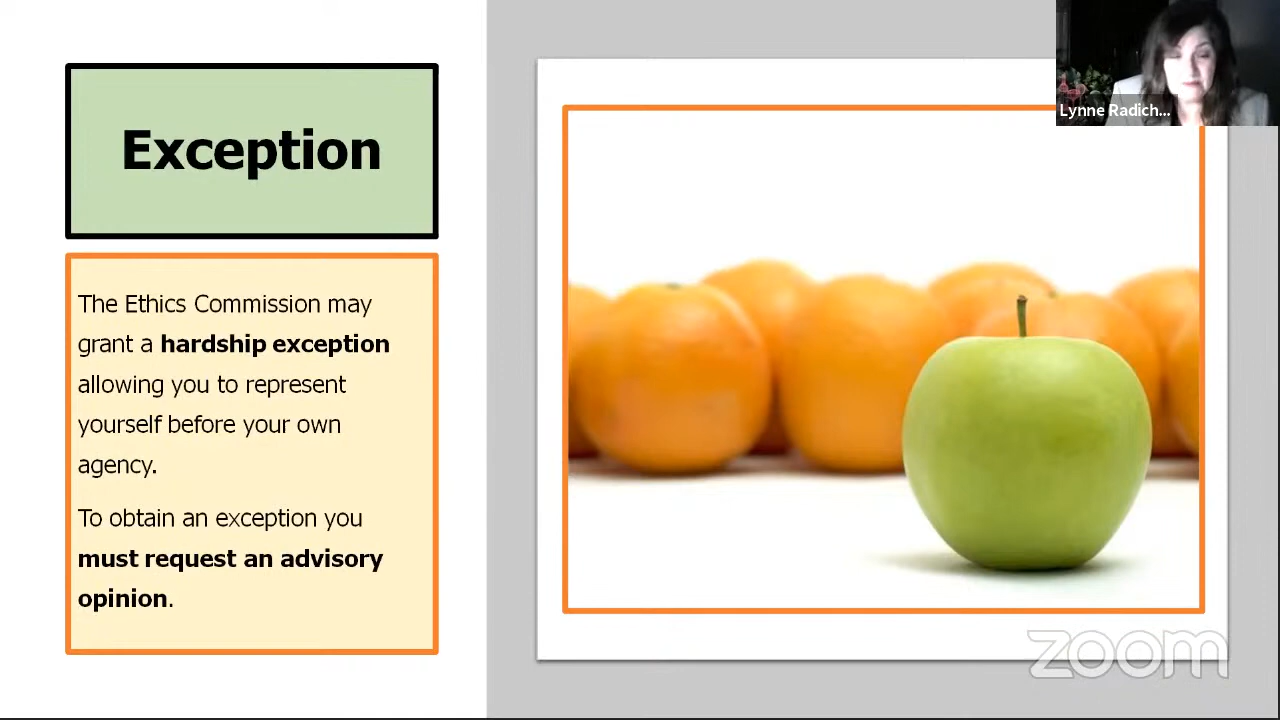 Exception
The Ethics Commission may
grant a hardship exception
allowing you to represent
yourself before your own
agency.
To obtain an exception you
must request an advisory
opinion.
Lynne Radich...
zoom